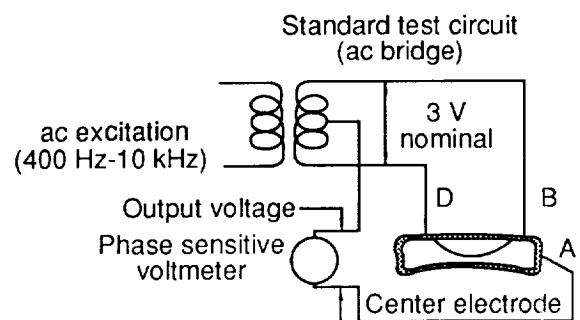 Standard test circuit
(ac bridge)
ac excitation
(400 Hz-10 kHz)
3 V
nominal
D
B
Output voltage
A
Phase sensitive
voltmeter
Center electrode